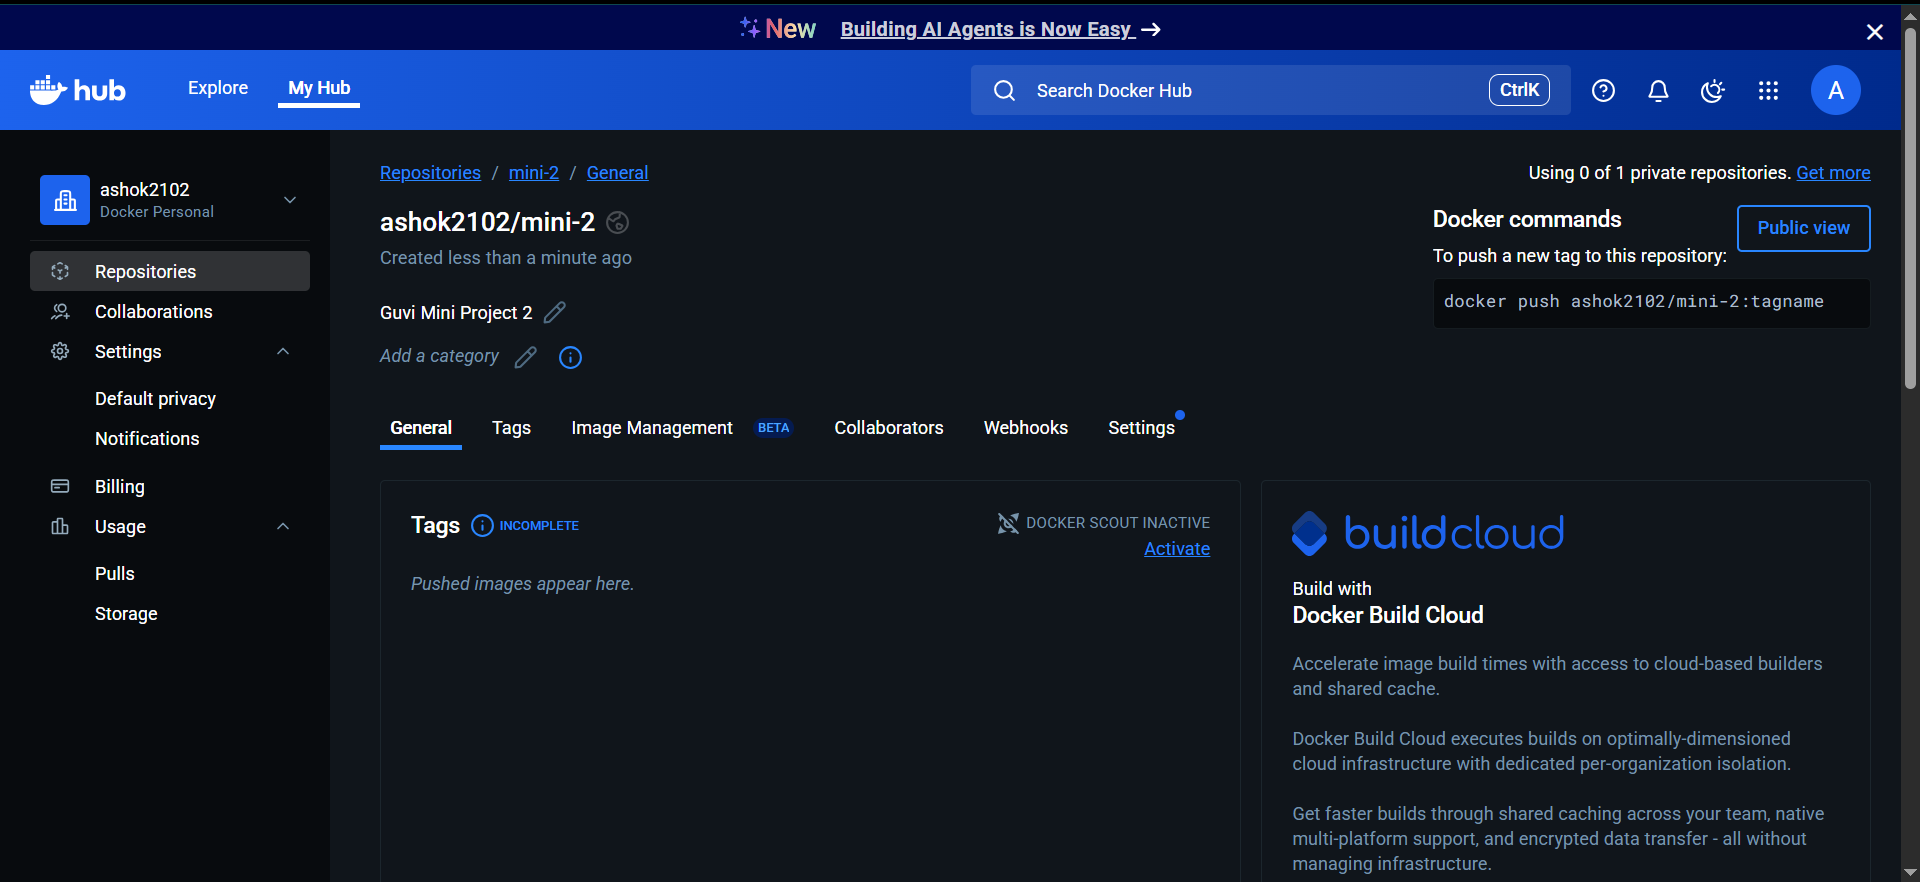 New Building AI Agents is Now Easy →
hub
Explore
My Hub
Search Docker Hub
CtrlK
A
ashok2102
Docker Personal
Repositories
Collaborations
Settings
Default privacy
Notifications
Billing
Usage
Pulls
Storage
Repositories / mini-2 / General
Using 0 of 1 private repositories. Get more
ashok2102/mini-2
Created less than a minute ago
Guvi Mini Project 2
Add a category
Docker commands
Public view
To push a new tag to this repository:
docker push ashok2102/mini-2:tagname
General
Tags
Image Management BETA
Collaborators
Webhooks
Settings
Tags INCOMPLETE
DOCKER SCOUT INACTIVE
Activate
Pushed images appear here.
buildcloud
Build with
Docker Build Cloud
Accelerate image build times with access to cloud-based builders
and shared cache.
Docker Build Cloud executes builds on optimally-dimensioned
cloud infrastructure with dedicated per-organization isolation.
Get faster builds through shared caching across your team, native
multi-platform support, and encrypted data transfer - all without
managing infrastructure.